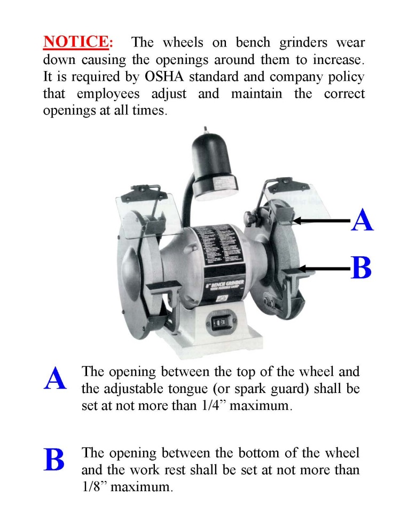 NOTICE: The wheels on bench grinders wear
down causing the openings around them to increase.
It is required by OSHA standard and company policy
that employees adjust and maintain the correct
openings at all times.
A
B
6" BENCH GRINDER
A The opening between the top of the wheel and
the adjustable tongue (or spark guard) shall be
set at not more than 1/4” maximum.
B The opening between the bottom of the wheel
and the work rest shall be set at not more than
1/8” maximum.